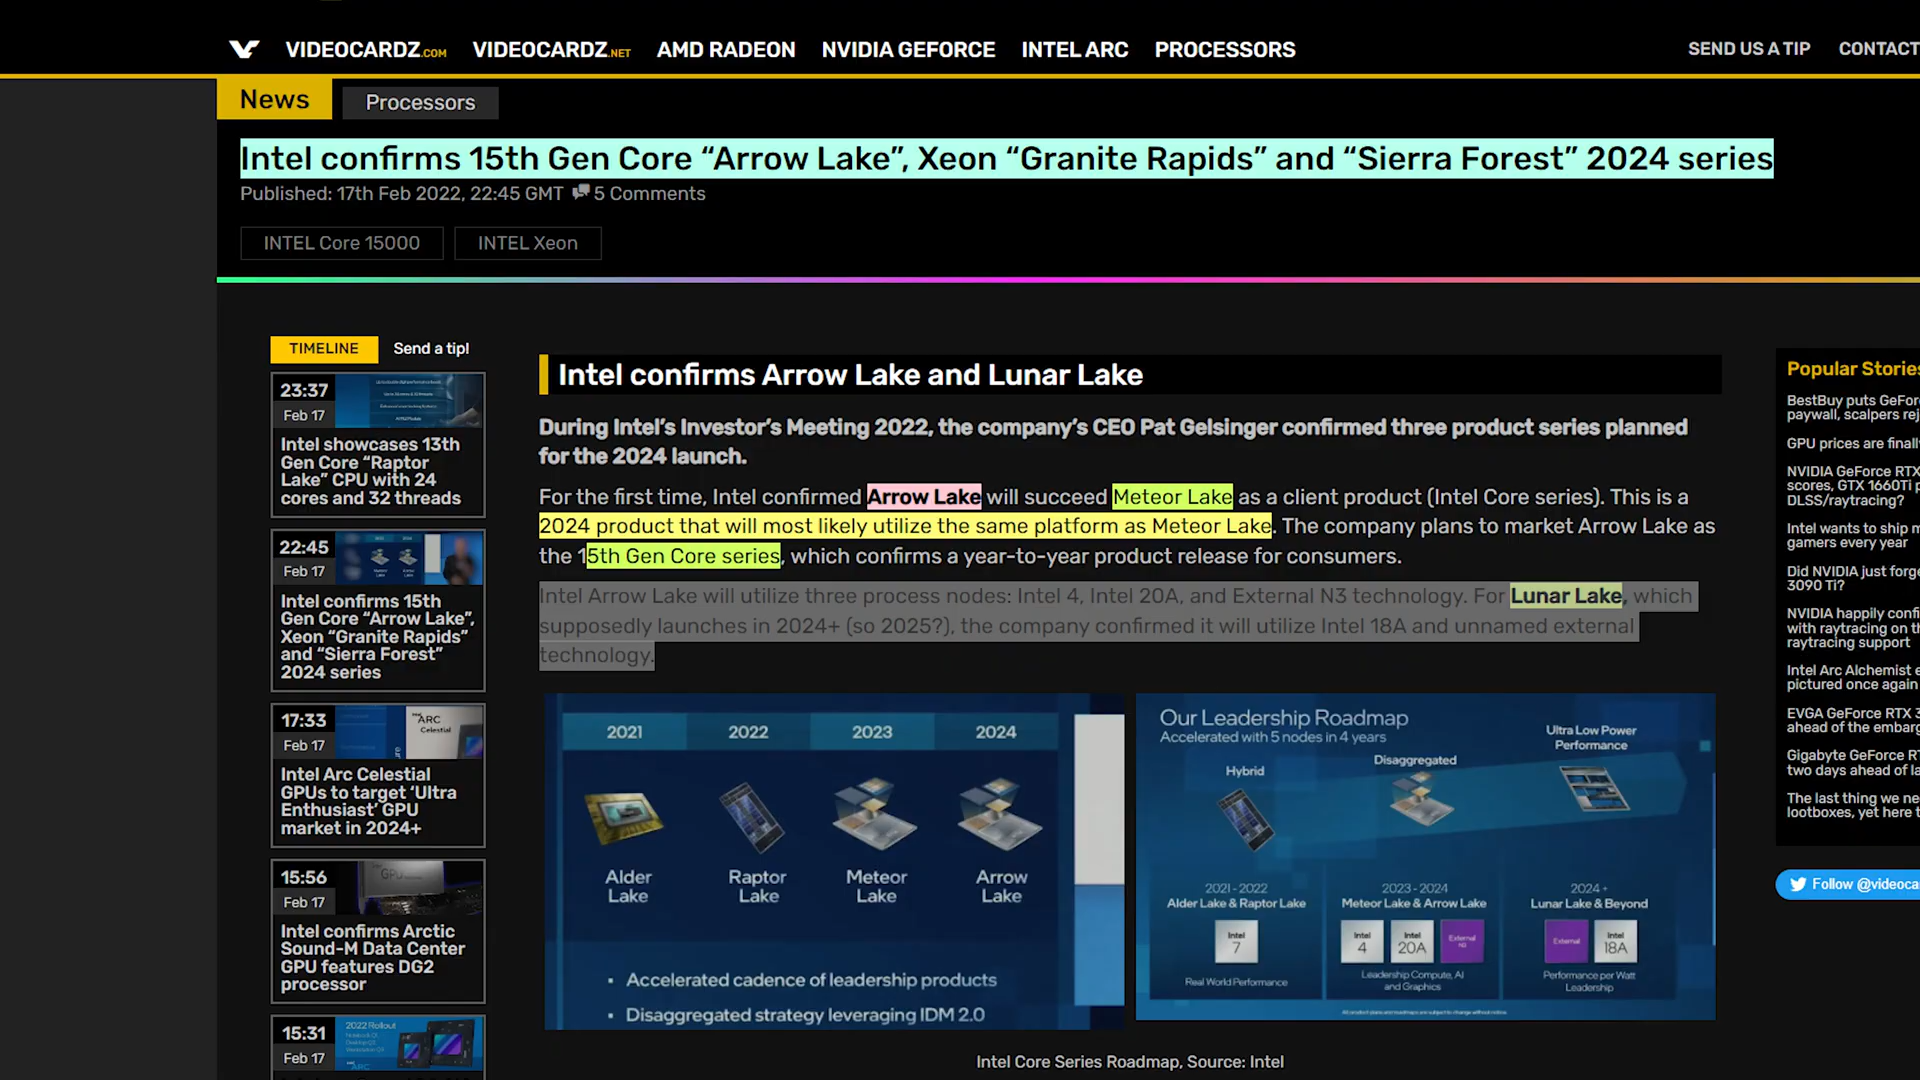 VIDEOCARDZ.COM VIDEOCARDZ.NET AMD RADEON NVIDIA GEFORCE INTEL ARC PROCESSORS SEND US A TIP CONTACT
News Processors
Intel confirms 15th Gen Core “Arrow Lake”, Xeon “Granite Rapids” and “Sierra Forest” 2024 series
Published: 17th Feb 2022, 22:45 GMT 5 Comments
INTEL Core 15000 INTEL Xeon
TIMELINE Send a tip!
23:37
Feb 17
Intel showcases 13th
Gen Core “Raptor
Lake” CPU with 24
cores and 32 threads
22:45
Feb 17
Intel confirms 15th
Gen Core “Arrow Lake”,
Xeon “Granite Rapids”
and “Sierra Forest”
2024 series
17:33
Feb 17
ARC
Celestial
Intel Arc Celestial
GPUs to target ‘Ultra
Enthusiast’ GPU
market in 2024+
15:56
Feb 17
GPU
Intel confirms Arctic
Sound-M Data Center
GPU features DG2
processor
15:31
Feb 17
2022 Rollout
ARC
Intel confirms Arrow Lake and Lunar Lake
During Intel’s Investor’s Meeting 2022, the company’s CEO Pat Gelsinger confirmed three product series planned
for the 2024 launch.
For the first time, Intel confirmed Arrow Lake will succeed Meteor Lake as a client product (Intel Core series). This is a
2024 product that will most likely utilize the same platform as Meteor Lake. The company plans to market Arrow Lake as
the 15th Gen Core series, which confirms a year-to-year product release for consumers.
Intel Arrow Lake will utilize three process nodes: Intel 4, Intel 20A, and External N3 technology. For Lunar Lake, which
supposedly launches in 2024+ (so 2025?), the company confirmed it will utilize Intel 18A and unnamed external
technology.
2021 2022 2023 2024
Alder Lake
Raptor Lake
Meteor Lake
Arrow Lake
▪ Accelerated cadence of leadership products
▪ Disaggregated strategy leveraging IDM 2.0
Our Leadership Roadmap
Accelerated with 5 nodes in 4 years
Hybrid
Disaggregated
Ultra Low Power
Performance
2021 - 2022
Alder Lake & Raptor Lake
Intel
7
Real World Performance
2023 - 2024
Meteor Lake & Arrow Lake
Intel
4
Intel
20A
External
N3
Leadership Compute, AI
and Graphics
2024 +
Lunar Lake & Beyond
External
Intel
18A
Performance per Watt
Leadership
All product plans and roadmaps are subject to change without notice.
Intel Core Series Roadmap, Source: Intel
Popular Stories
BestBuy puts GeFor
paywall, scalpers rej
GPU prices are finall
NVIDIA GeForce RTX
scores, GTX 1660Ti p
DLSS/raytracing?
Intel wants to ship m
gamers every year
Did NVIDIA just forg
3090 Ti?
NVIDIA happily confi
with raytracing on th
raytracing support
Intel Arc Alchemist e
pictured once again
EVGA GeForce RTX 3
ahead of the embarg
Gigabyte GeForce RT
two days ahead of la
The last thing we ne
lootboxes, yet here t
Follow @videoca